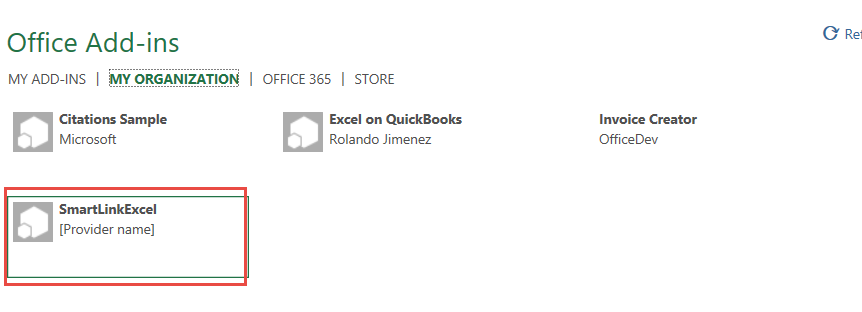 Office Add-ins
MY ADD-INS | MY ORGANIZATION | OFFICE 365 | STORE
Citations Sample
Microsoft
Excel on QuickBooks
Rolando Jimenez
Invoice Creator
OfficeDev
SmartLinkExcel
[Provider name]